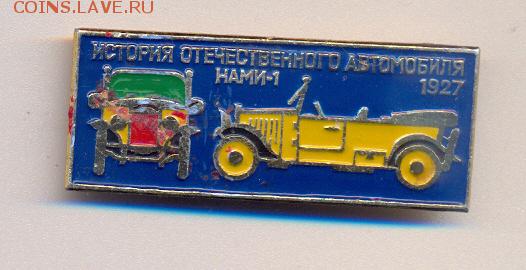 COINS.LAVE.RU
ИСТОРИЯ ОТЕЧЕСТВЕННОГО АВТОМОБИЛЯ
НАМИ-1
1927